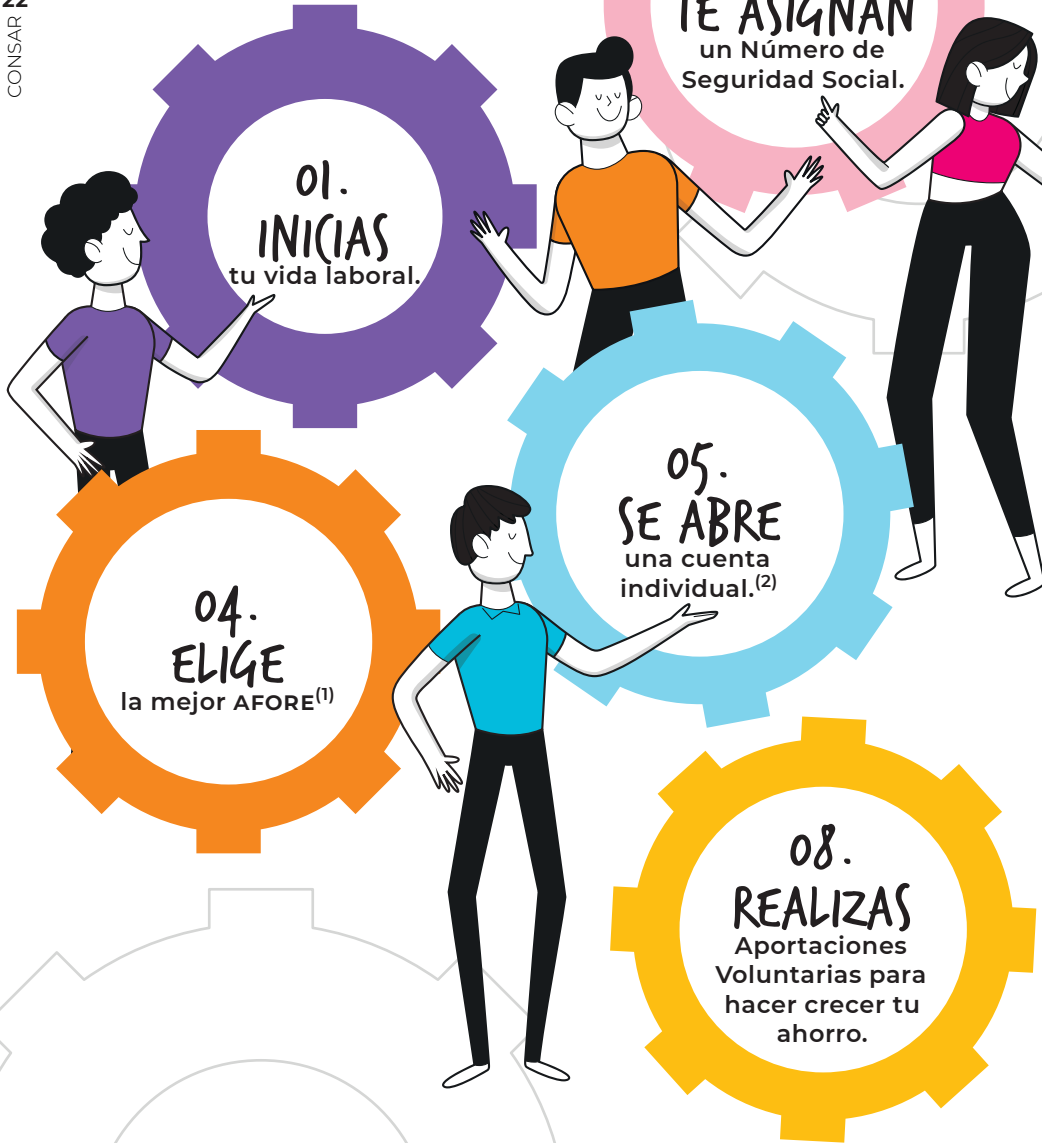 22
CONSAR
TE ASIGNAN
un Número de
Seguridad Social.
01.
INICIAS
tu vida laboral.
05.
SE ABRE
una cuenta
individual.(2)
04.
ELIGE
la mejor AFORE(1)
08.
REALIZAS
Aportaciones
Voluntarias para
hacer crecer tu
ahorro.